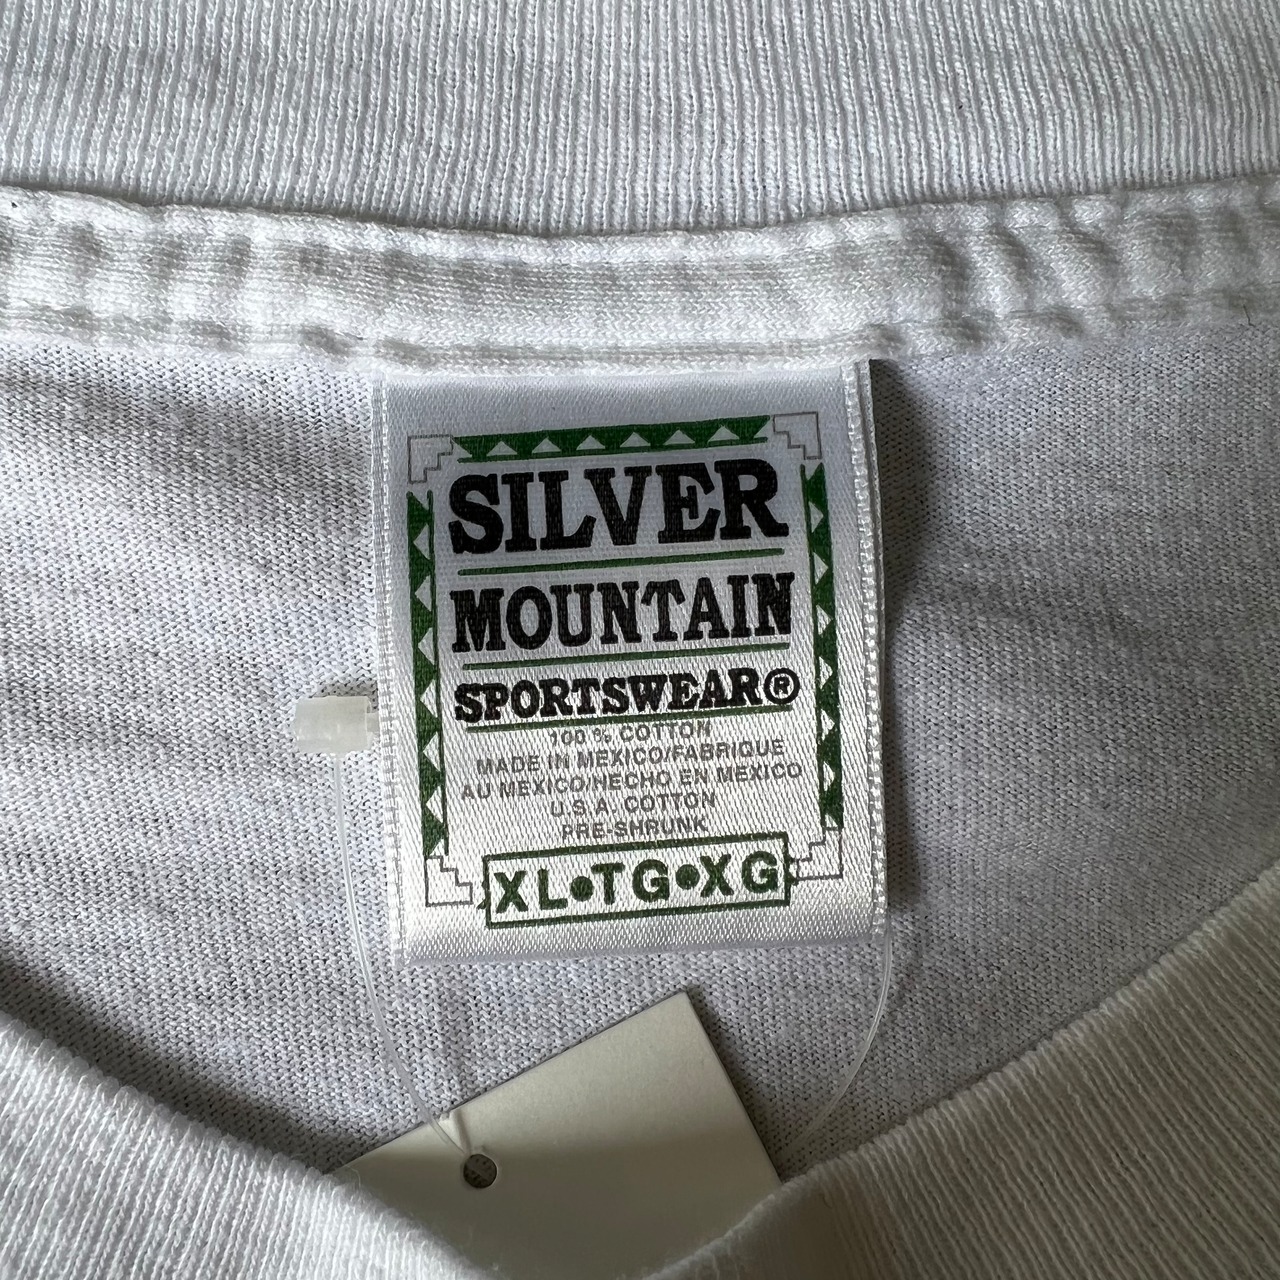 SILVER
MOUNTAIN
SPORTSWEAR®
100 % COTTON
MADE IN MEXICO/FABRIQUE
AU MEXICO/HECHO EN MEXICO
U.S.A. COTTON
PRE-SHRUNK
XL•TG•XG